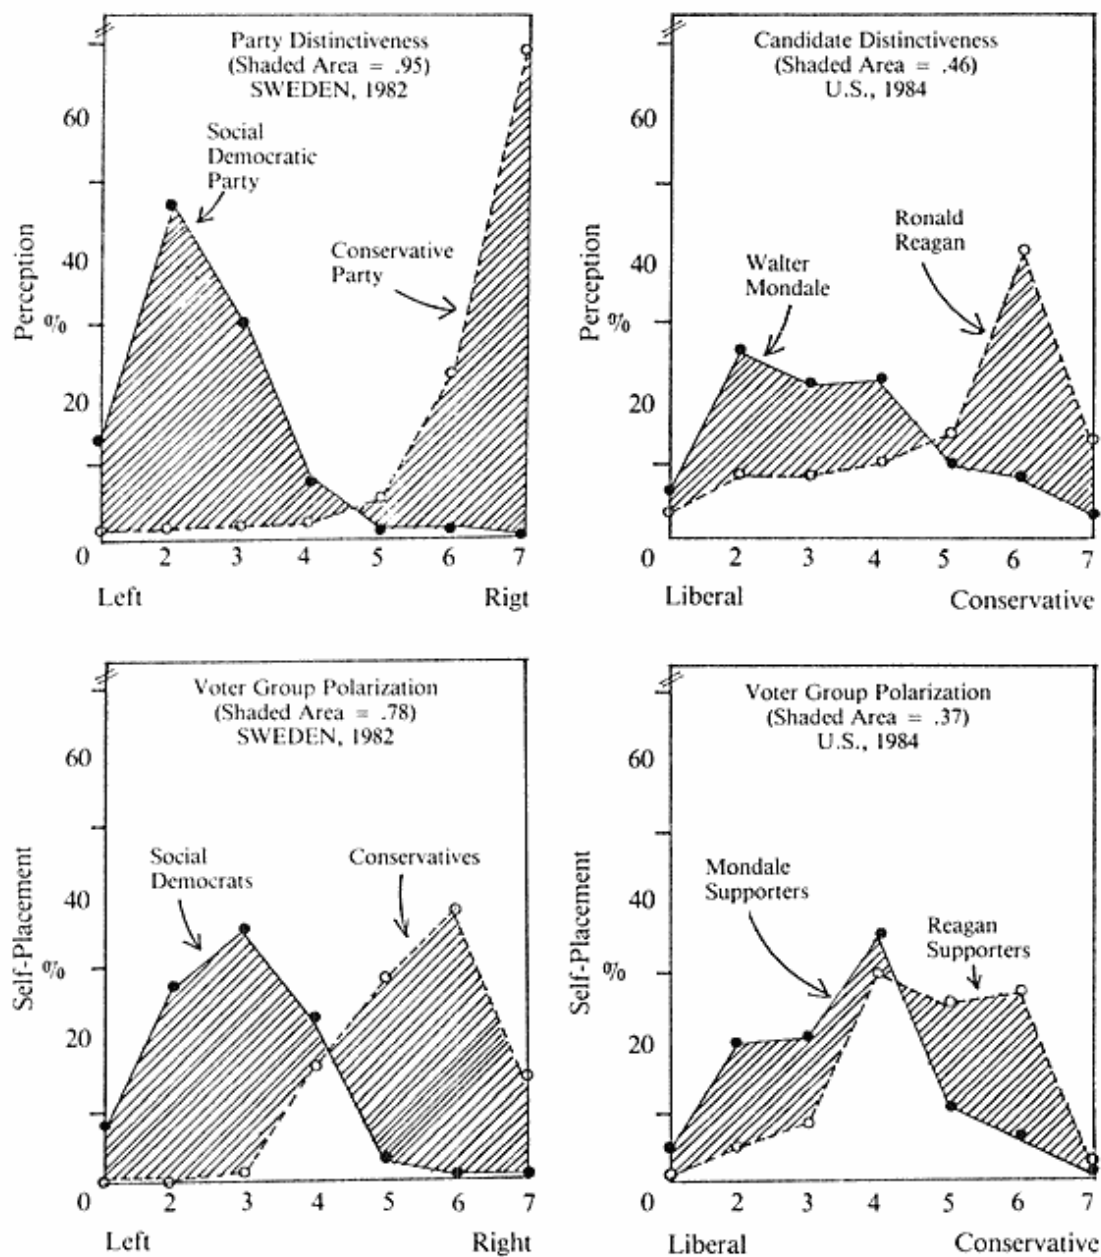 Party Distinctiveness
(Shaded Area = .95)
SWEDEN, 1982
60
Social
Democratic
Party
Conservative
Party
40
%
20
0
Perception
2 3 4 5 6 7
Left Rigt
Candidate Distinctiveness
(Shaded Area = .46)
U.S., 1984
60
Ronald
Reagan
Walter
Mondale
40
%
20
0
Perception
2 3 4 5 6 7
Liberal Conservative
Voter Group Polarization
(Shaded Area = .78)
SWEDEN, 1982
60
Social
Democrats
Conservatives
40
%
20
0
Self-Placement
2 3 4 5 6 7
Left Right
Voter Group Polarization
(Shaded Area = .37)
U.S., 1984
60
Mondale
Supporters
Reagan
Supporters
40
%
20
0
Self-Placement
2 3 4 5 6 7
Liberal Conservative